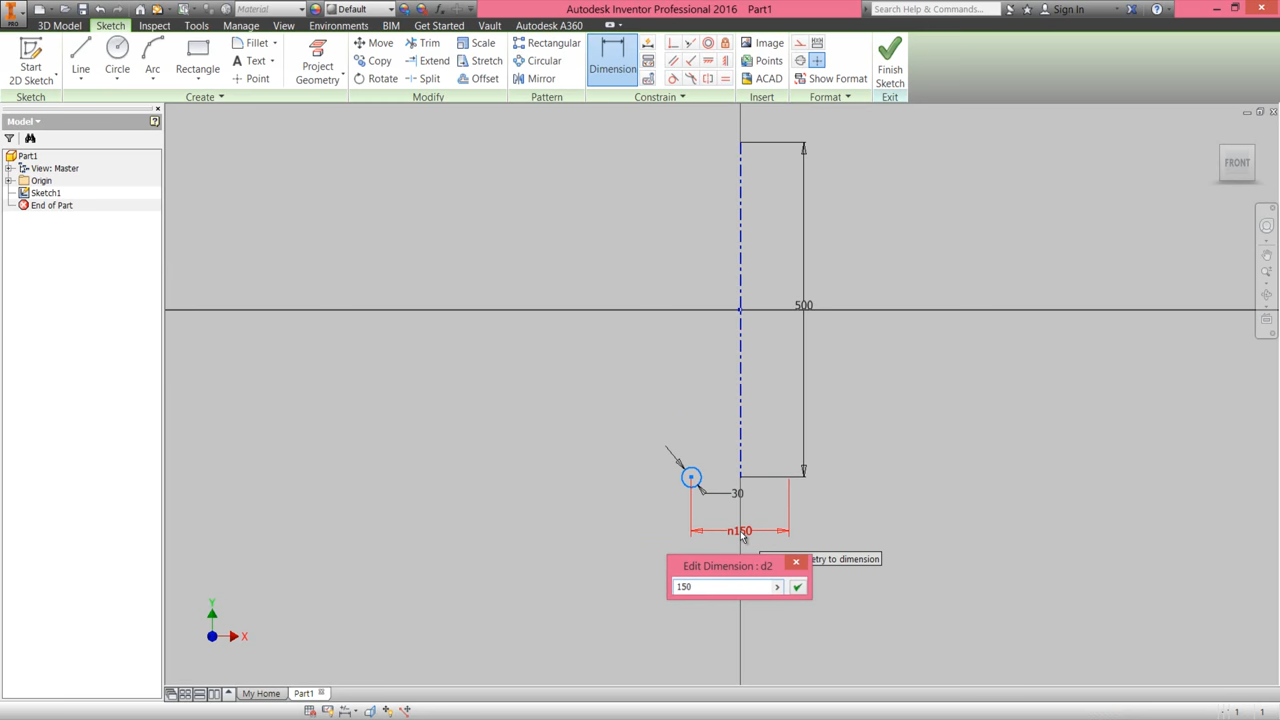 Material
Default
Autodesk Inventor Professional 2016 Part1
Search Help & Commands...
Sign In
PRO
3D Model Sketch Inspect Tools Manage View Environments BIM Get Started Vault Autodesk A360
Start
2D Sketch
Line
Circle
Arc
Rectangle
Fillet
Text
Point
Project
Geometry
Move
Copy
Rotate
Trim
Extend
Split
Scale
Stretch
Offset
Rectangular
Circular
Mirror
Dimension
Image
Points
ACAD
Show Format
Finish
Sketch
Sketch Create Modify Pattern Constrain Insert Format Exit
Model
Part1
View: Master
Origin
Sketch1
End of Part
FRONT
500
30
n150
etry to dimension
Edit Dimension : d2
150
Y
X
My Home
Part1
1 1